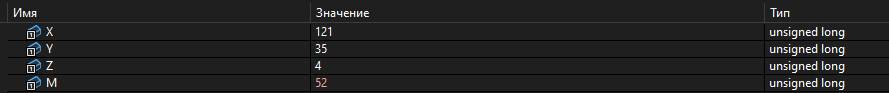 Имя Значение Тип
X 121 unsigned long
Y 35 unsigned long
Z 4 unsigned long
M 52 unsigned long